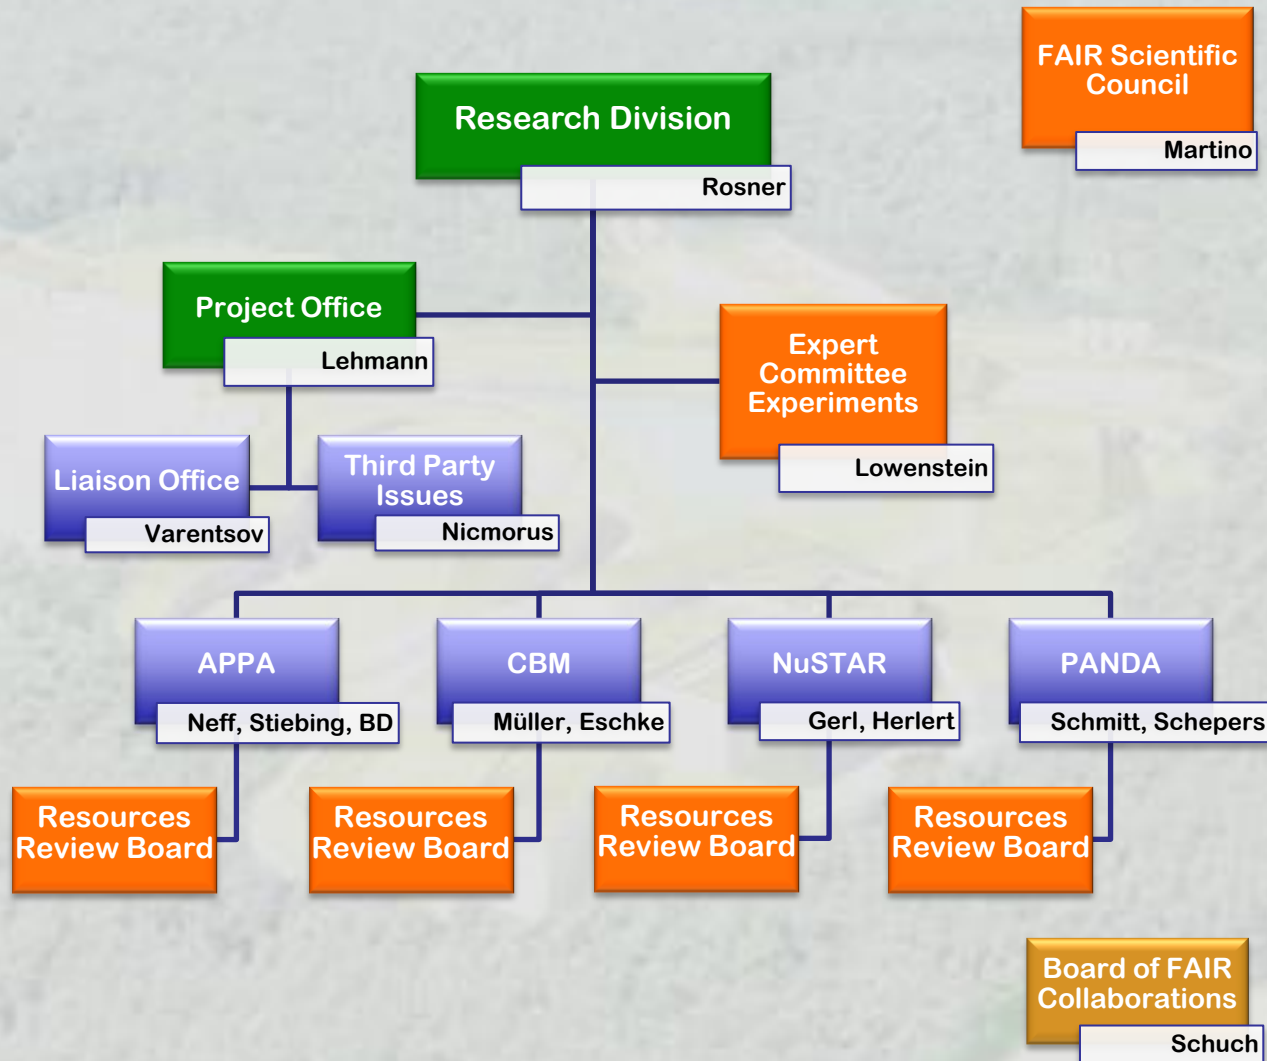 FAIR Scientific
Council
Martino
Research Division
Rosner
Project Office
Lehmann
Expert
Committee
Experiments
Lowenstein
Liaison Office
Varentsov
Third Party
Issues
Nicmorus
APPA
Neff, Stiebing, BD
CBM
Müller, Eschke
NuSTAR
Gerl, Herlert
PANDA
Schmitt, Schepers
Resources
Review Board
Resources
Review Board
Resources
Review Board
Resources
Review Board
Board of FAIR
Collaborations
Schuch